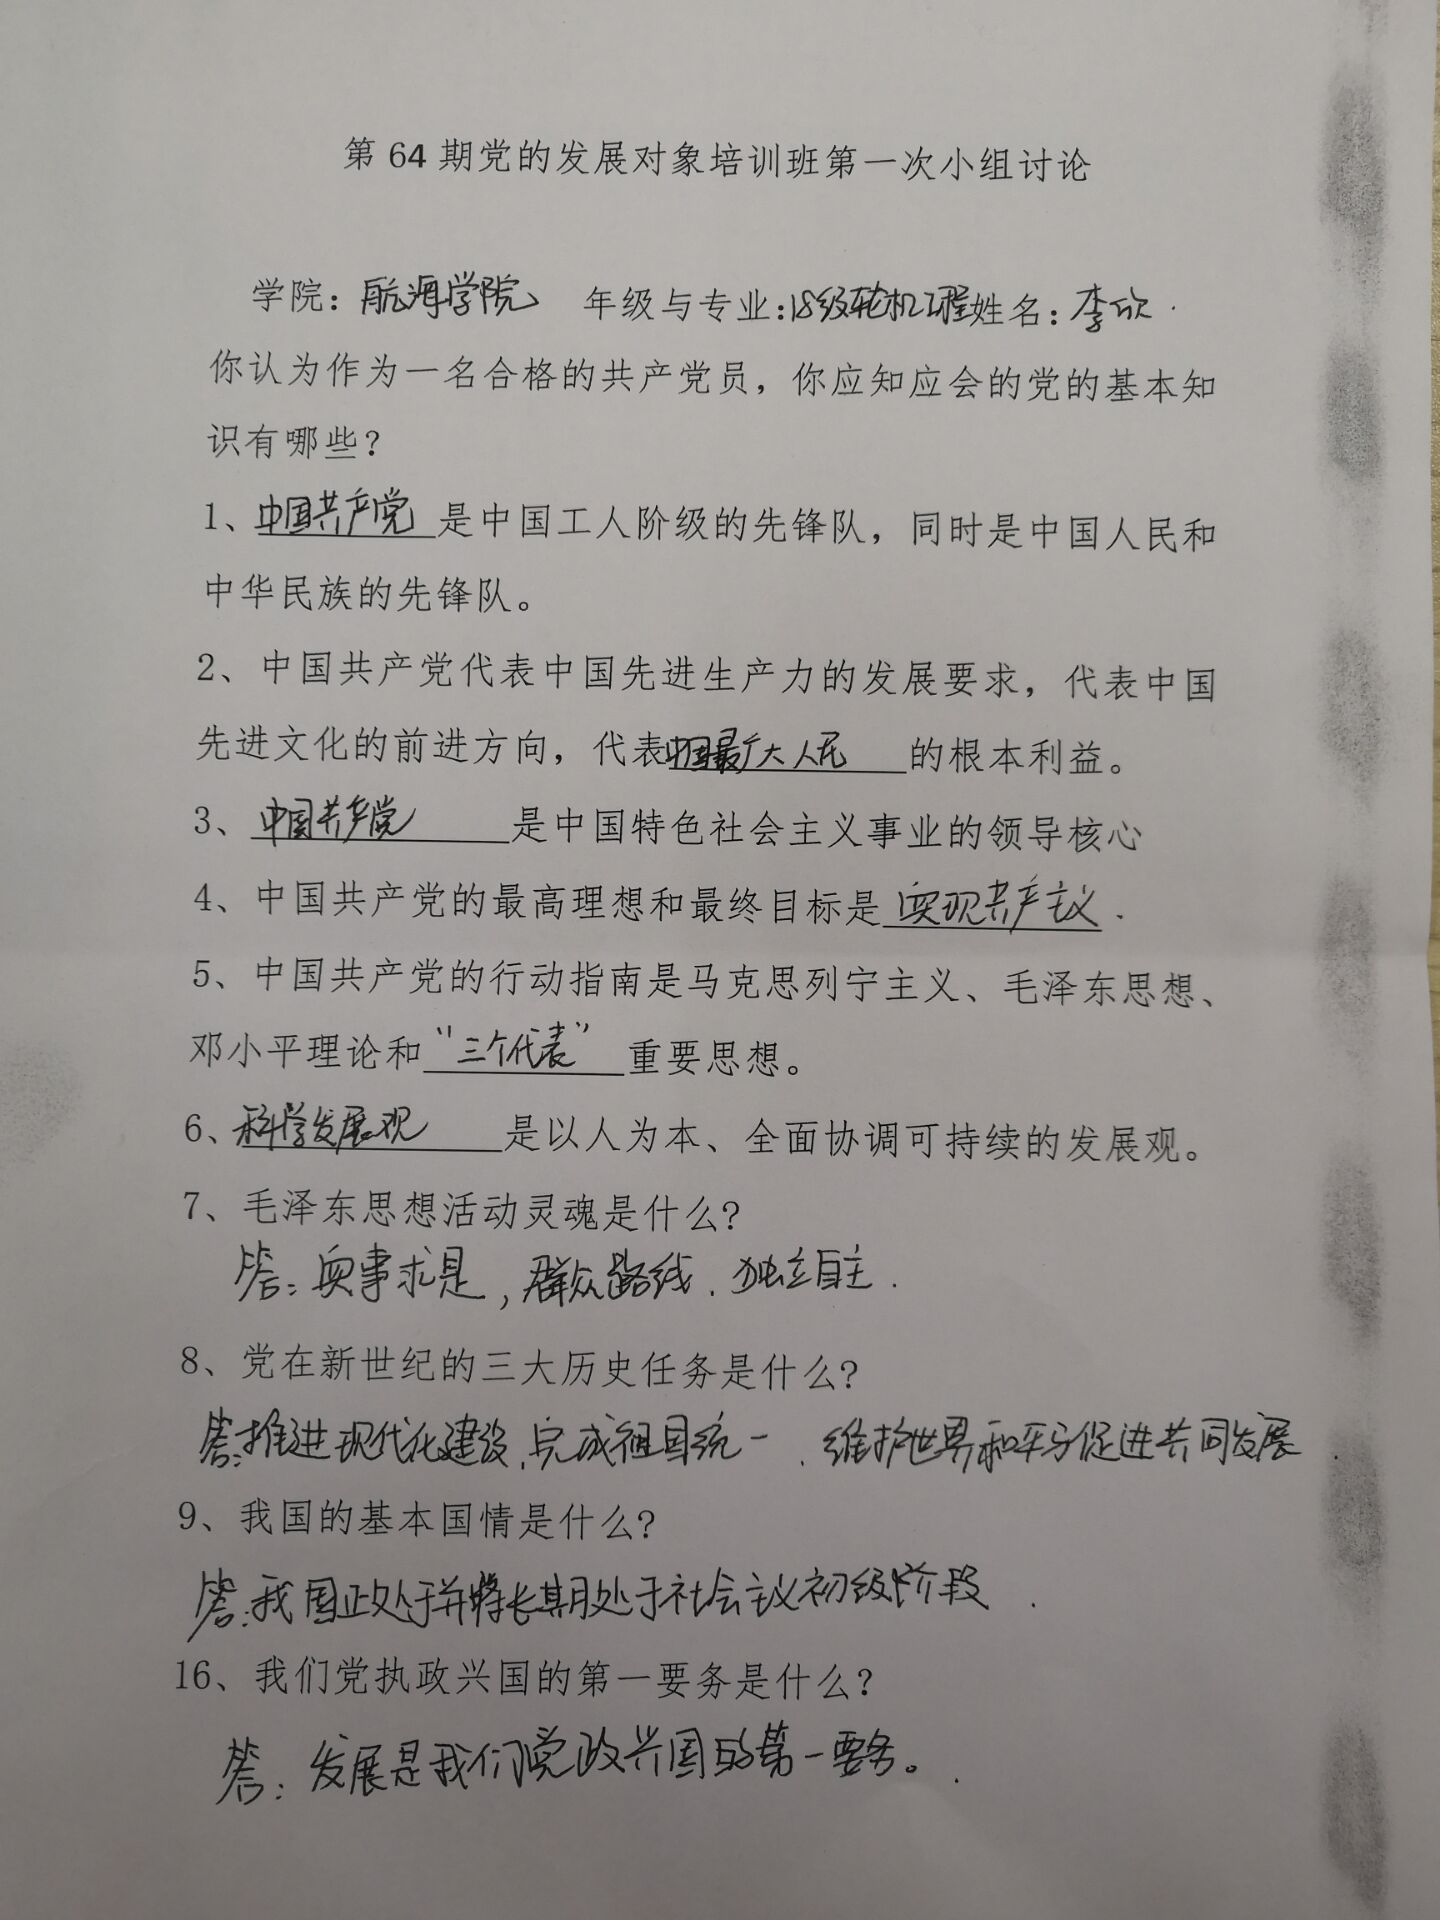 第 64 期党的发展对象培训班第一次小组讨论
学院：航海学院 年级与专业：18级轮机工程姓名：李欣.
你认为作为一名合格的共产党员，你应知应会的党的基本知
识有哪些？
1、中国共产党是中国工人阶级的先锋队，同时是中国人民和
中华民族的先锋队。
2、中国共产党代表中国先进生产力的发展要求，代表中国
先进文化的前进方向，代表中国最广大人民的根本利益。
3、中国共产党是中国特色社会主义事业的领导核心
4、中国共产党的最高理想和最终目标是实现共产主义.
5、中国共产党的行动指南是马克思列宁主义、毛泽东思想、
邓小平理论和“三个代表”重要思想。
6、科学发展观是以人为本、全面协调可持续的发展观。
7、毛泽东思想活动灵魂是什么？
答：实事求是，群众路线．独立自主．
8、党在新世纪的三大历史任务是什么？
答：推进现代化建设、完成祖国统一、维护世界和平与促进共同发展.
9、我国的基本国情是什么？
答：我国正处于并将长期处于社会主义初级阶段．
16、我们党执政兴国的第一要务是什么？
答：发展是我们党政兴国的第一要务。.